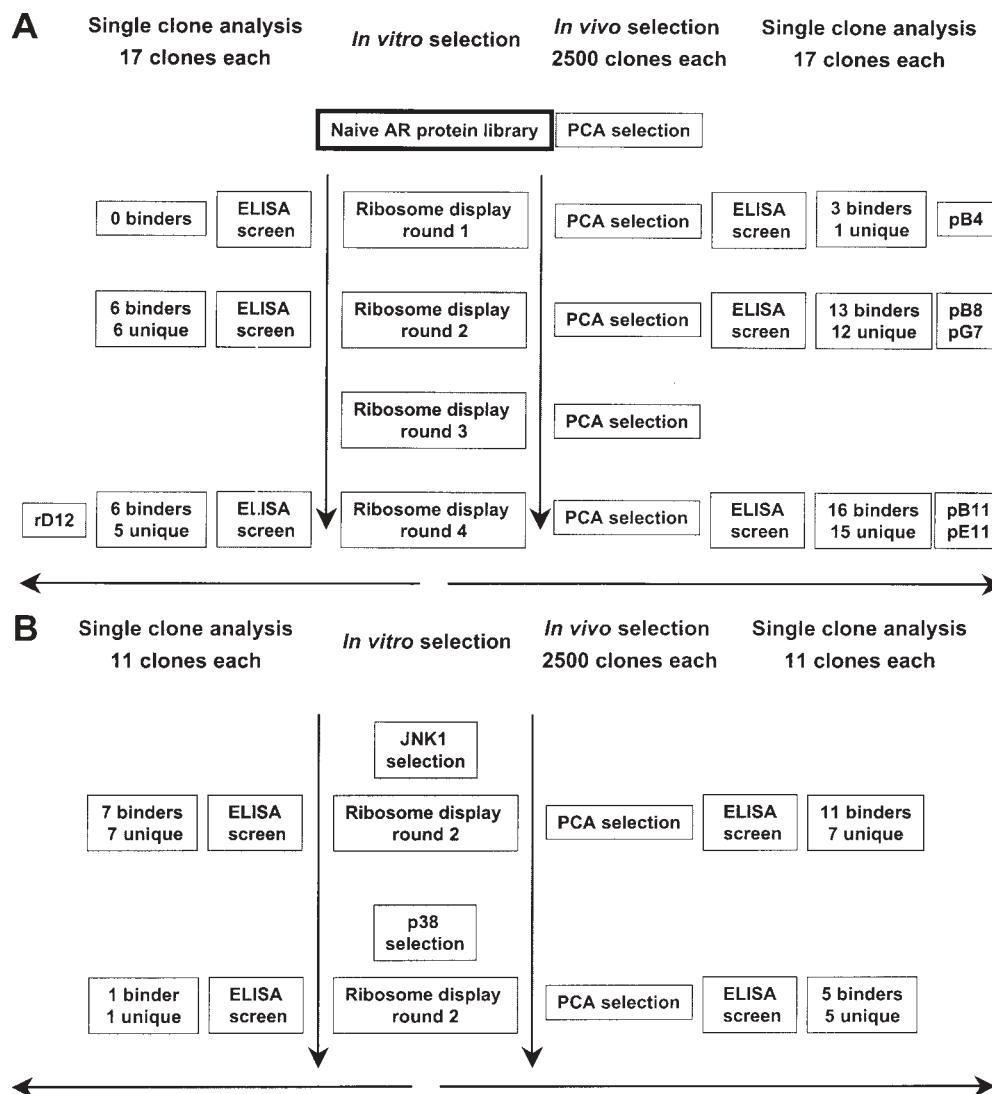 A
Single clone analysis
17 clones each
In vitro selection
In vivo selection
2500 clones each
Single clone analysis
17 clones each
Naive AR protein library
PCA selection
0 binders
ELISA
screen
Ribosome display
round 1
PCA selection
ELISA
screen
3 binders
1 unique
pB4
6 binders
6 unique
ELISA
screen
Ribosome display
round 2
PCA selection
ELISA
screen
13 binders
12 unique
pB8
pG7
Ribosome display
round 3
PCA selection
rD12
6 binders
5 unique
ELISA
screen
Ribosome display
round 4
PCA selection
ELISA
screen
16 binders
15 unique
pB11
pE11
B
Single clone analysis
11 clones each
In vitro selection
In vivo selection
2500 clones each
Single clone analysis
11 clones each
JNK1
selection
7 binders
7 unique
ELISA
screen
Ribosome display
round 2
PCA selection
ELISA
screen
11 binders
7 unique
p38
selection
1 binder
1 unique
ELISA
screen
Ribosome display
round 2
PCA selection
ELISA
screen
5 binders
5 unique